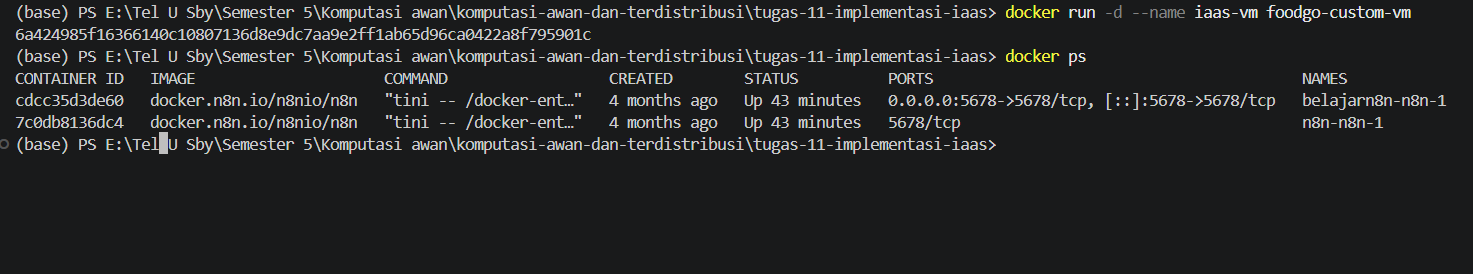 (base) PS E:\Tel U Sby\Semester 5\Komputasi awan\komputasi-awan-dan-terdistribusi\tugas-11-implementasi-iaas> docker run -d --name iaas-vm foodgo-custom-vm
6a424985f16366140c10807136d8e9dc7aa9e2ff1ab65d96ca0422a8f795901c
(base) PS E:\Tel U Sby\Semester 5\Komputasi awan\komputasi-awan-dan-terdistribusi\tugas-11-implementasi-iaas> docker ps
CONTAINER ID   IMAGE                    COMMAND                  CREATED        STATUS          PORTS                                         NAMES
cdcc35d3de60   docker.n8n.io/n8nio/n8n   "tini -- /docker-ent…"   4 months ago   Up 43 minutes   0.0.0.0:5678->5678/tcp, [::]:5678->5678/tcp   belajarn8n-n8n-1
7c0db8136dc4   docker.n8n.io/n8nio/n8n   "tini -- /docker-ent…"   4 months ago   Up 43 minutes   5678/tcp                                      n8n-n8n-1
(base) PS E:\Tel U Sby\Semester 5\Komputasi awan\komputasi-awan-dan-terdistribusi\tugas-11-implementasi-iaas>